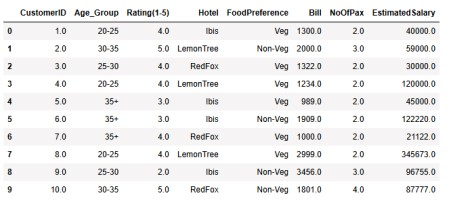 CustomerID Age_Group Rating(1-5) Hotel FoodPreference Bill NoOfPax EstimatedSalary
0 1.0 20-25 4.0 Ibis Veg 1300.0 2.0 40000.0
1 2.0 30-35 5.0 LemonTree Non-Veg 2000.0 3.0 59000.0
2 3.0 25-30 4.0 RedFox Veg 1322.0 2.0 30000.0
3 4.0 20-25 4.0 LemonTree Veg 1234.0 2.0 120000.0
4 5.0 35+ 3.0 Ibis Veg 989.0 2.0 45000.0
5 6.0 35+ 3.0 Ibis Non-Veg 1909.0 2.0 122220.0
6 7.0 35+ 4.0 RedFox Veg 1000.0 2.0 21122.0
7 8.0 20-25 4.0 LemonTree Veg 2999.0 2.0 345673.0
8 9.0 25-30 2.0 Ibis Non-Veg 3456.0 3.0 96755.0
9 10.0 30-35 5.0 RedFox Non-Veg 1801.0 4.0 87777.0